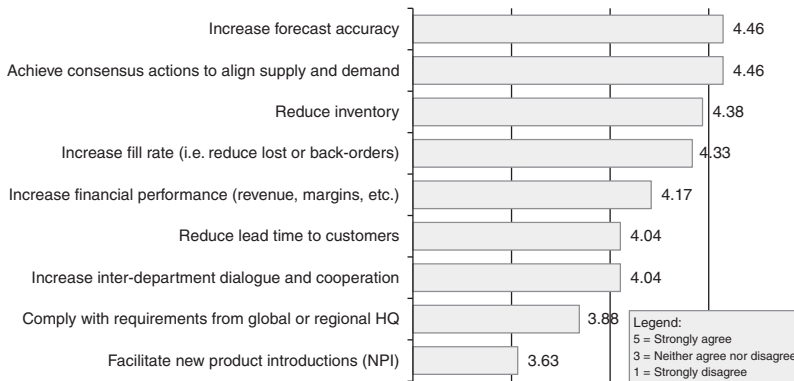 Increase forecast accuracy 4.46
Achieve consensus actions to align supply and demand 4.46
Reduce inventory 4.38
Increase fill rate (i.e. reduce lost or back-orders) 4.33
Increase financial performance (revenue, margins, etc.) 4.17
Reduce lead time to customers 4.04
Increase inter-department dialogue and cooperation 4.04
Comply with requirements from global or regional HQ 3.88
Facilitate new product introductions (NPI) 3.63
Legend:
5 = Strongly agree
3 = Neither agree nor disagree
1 = Strongly disagree